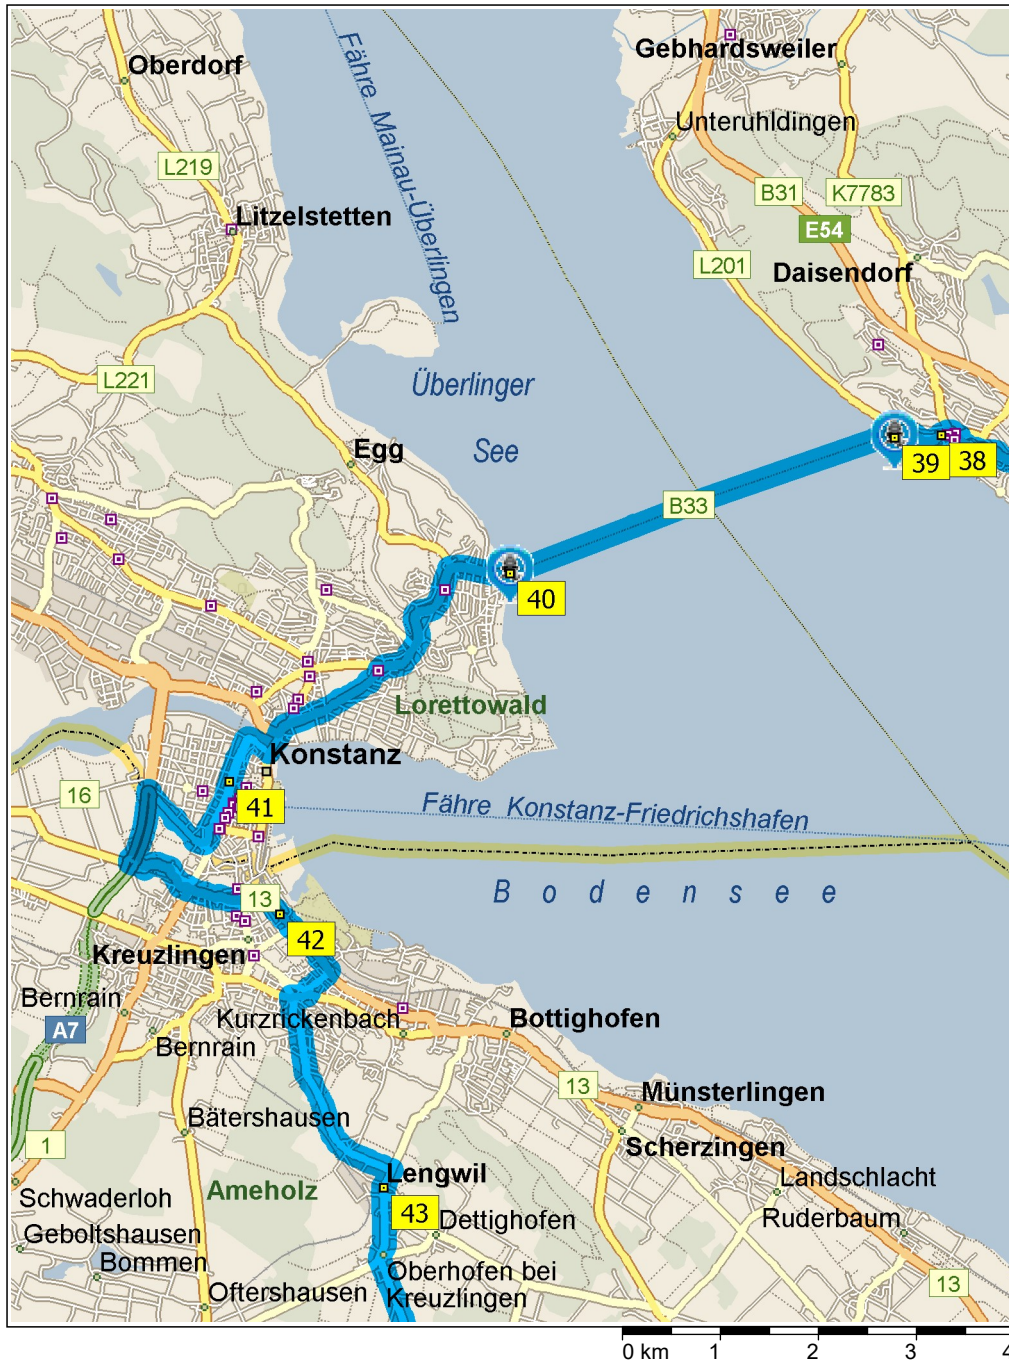 Oberdorf
Fähre Mainau-Überlingen
Gebhardsweiler
Unteruhldingen
L219
B31
K7783
Litzelstetten
E54
L201
Daisendorf
L221
Überlinger
See
Egg
39
38
B33
40
Lorettowald
Konstanz
16
41
Fähre Konstanz-Friedrichshafen
13
Bodensee
42
Kreuzlingen
Bernrain
A7
Kurzrickenbach
Bottighofen
Bernrain
13
Münsterlingen
Bätershausen
1
Scherzingen
Lengwil
Landschlacht
Ameholz
Schwaderloh
43
Dettighofen
Ruderbaum
Geboltshausen
Bommen
Oberhofen bei
Kreuzlingen
Oftershausen
13
0 km 1 2 3 4